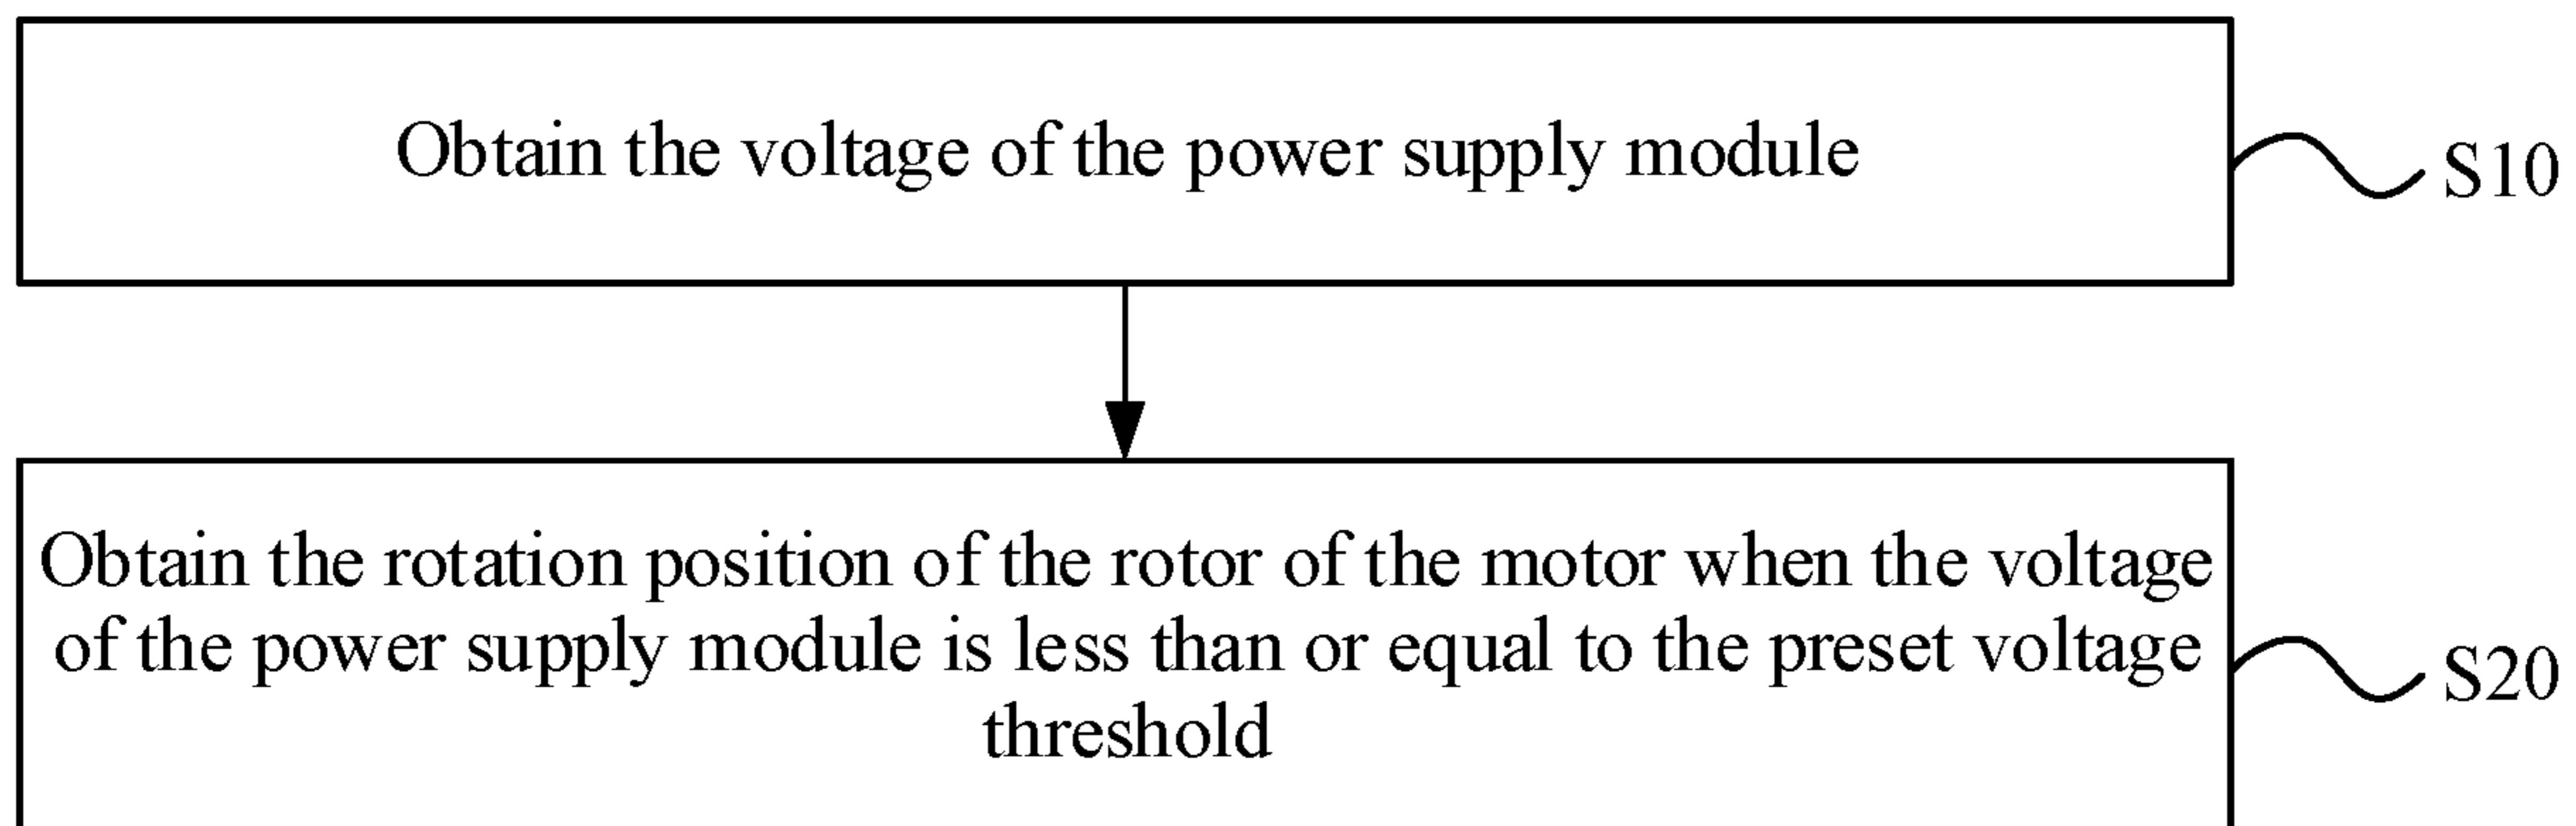 Obtain the voltage of the power supply module
S10
Obtain the rotation position of the rotor of the motor when the voltage
of the power supply module is less than or equal to the preset voltage
threshold
S20